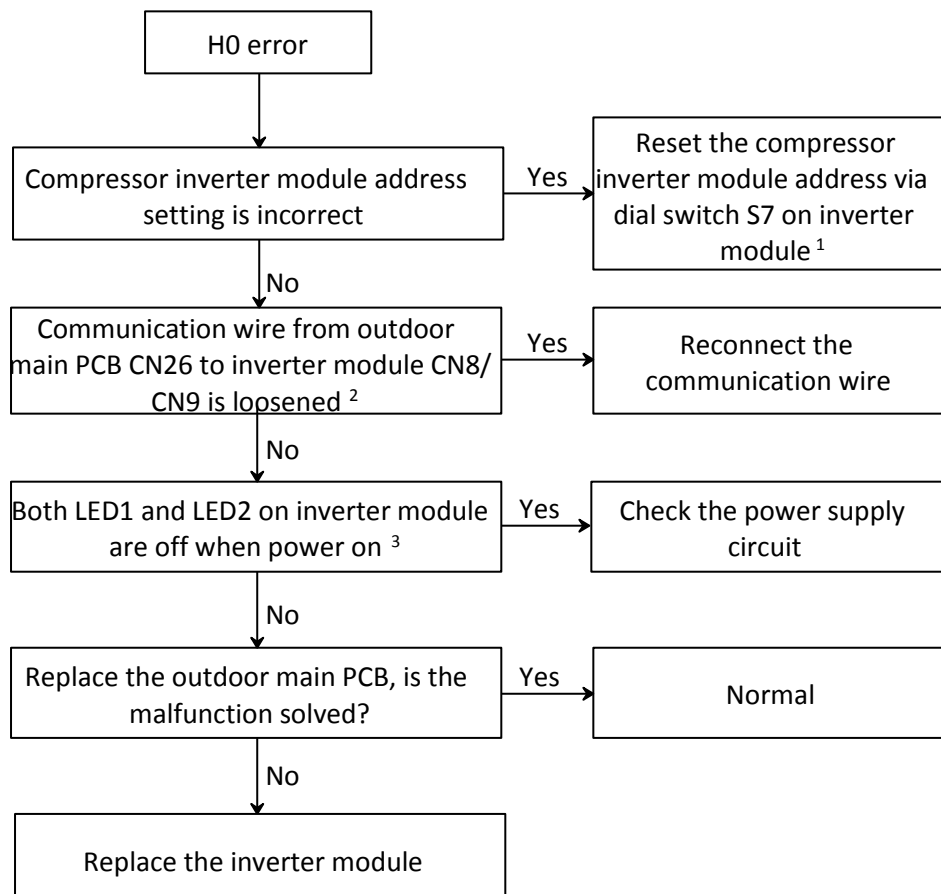 H0 error
Compressor inverter module address
setting is incorrect
Yes
Reset the compressor
inverter module address via
dial switch S7 on inverter
module 1
No
Communication wire from outdoor
main PCB CN26 to inverter module CN8/
CN9 is loosened 2
Yes
Reconnect the
communication wire
No
Both LED1 and LED2 on inverter module
are off when power on 3
Yes
Check the power supply
circuit
No
Replace the outdoor main PCB, is the
malfunction solved?
Yes
Normal
No
Replace the inverter module